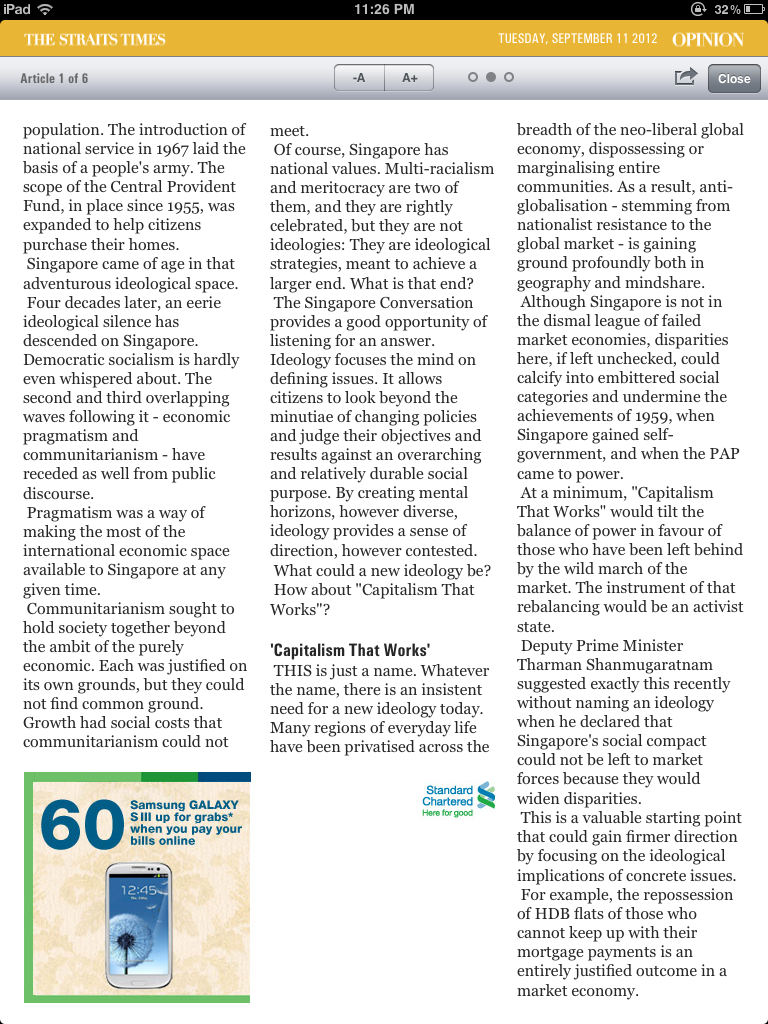 iPad 11:26 PM 32%
THE STRAITS TIMES TUESDAY, SEPTEMBER 11 2012 OPINION
Article 1 of 6 -A A+ Close
population. The introduction of
national service in 1967 laid the
basis of a people's army. The
scope of the Central Provident
Fund, in place since 1955, was
expanded to help citizens
purchase their homes.
Singapore came of age in that
adventurous ideological space.
Four decades later, an eerie
ideological silence has
descended on Singapore.
Democratic socialism is hardly
even whispered about. The
second and third overlapping
waves following it - economic
pragmatism and
communitarianism - have
receded as well from public
discourse.
Pragmatism was a way of
making the most of the
international economic space
available to Singapore at any
given time.
Communitarianism sought to
hold society together beyond
the ambit of the purely
economic. Each was justified on
its own grounds, but they could
not find common ground.
Growth had social costs that
communitarianism could not
meet.
Of course, Singapore has
national values. Multi-racialism
and meritocracy are two of
them, and they are rightly
celebrated, but they are not
ideologies: They are ideological
strategies, meant to achieve a
larger end. What is that end?
The Singapore Conversation
provides a good opportunity of
listening for an answer.
Ideology focuses the mind on
defining issues. It allows
citizens to look beyond the
minutiae of changing policies
and judge their objectives and
results against an overarching
and relatively durable social
purpose. By creating mental
horizons, however diverse,
ideology provides a sense of
direction, however contested.
What could a new ideology be?
How about "Capitalism That
Works"?
'Capitalism That Works'
THIS is just a name. Whatever
the name, there is an insistent
need for a new ideology today.
Many regions of everyday life
have been privatised across the
breadth of the neo-liberal global
economy, dispossessing or
marginalising entire
communities. As a result, anti-
globalisation - stemming from
nationalist resistance to the
global market - is gaining
ground profoundly both in
geography and mindshare.
Although Singapore is not in
the dismal league of failed
market economies, disparities
here, if left unchecked, could
calcify into embittered social
categories and undermine the
achievements of 1959, when
Singapore gained self-
government, and when the PAP
came to power.
At a minimum, "Capitalism
That Works" would tilt the
balance of power in favour of
those who have been left behind
by the wild march of the
market. The instrument of that
rebalancing would be an activist
state.
Deputy Prime Minister
Tharman Shanmugaratnam
suggested exactly this recently
without naming an ideology
when he declared that
Singapore's social compact
could not be left to market
forces because they would
widen disparities.
This is a valuable starting point
that could gain firmer direction
by focusing on the ideological
implications of concrete issues.
For example, the repossession
of HDB flats of those who
cannot keep up with their
mortgage payments is an
entirely justified outcome in a
market economy.
60 Samsung GALAXY
S III up for grabs*
when you pay your
bills online
12:45
Standard
Chartered
Here for good